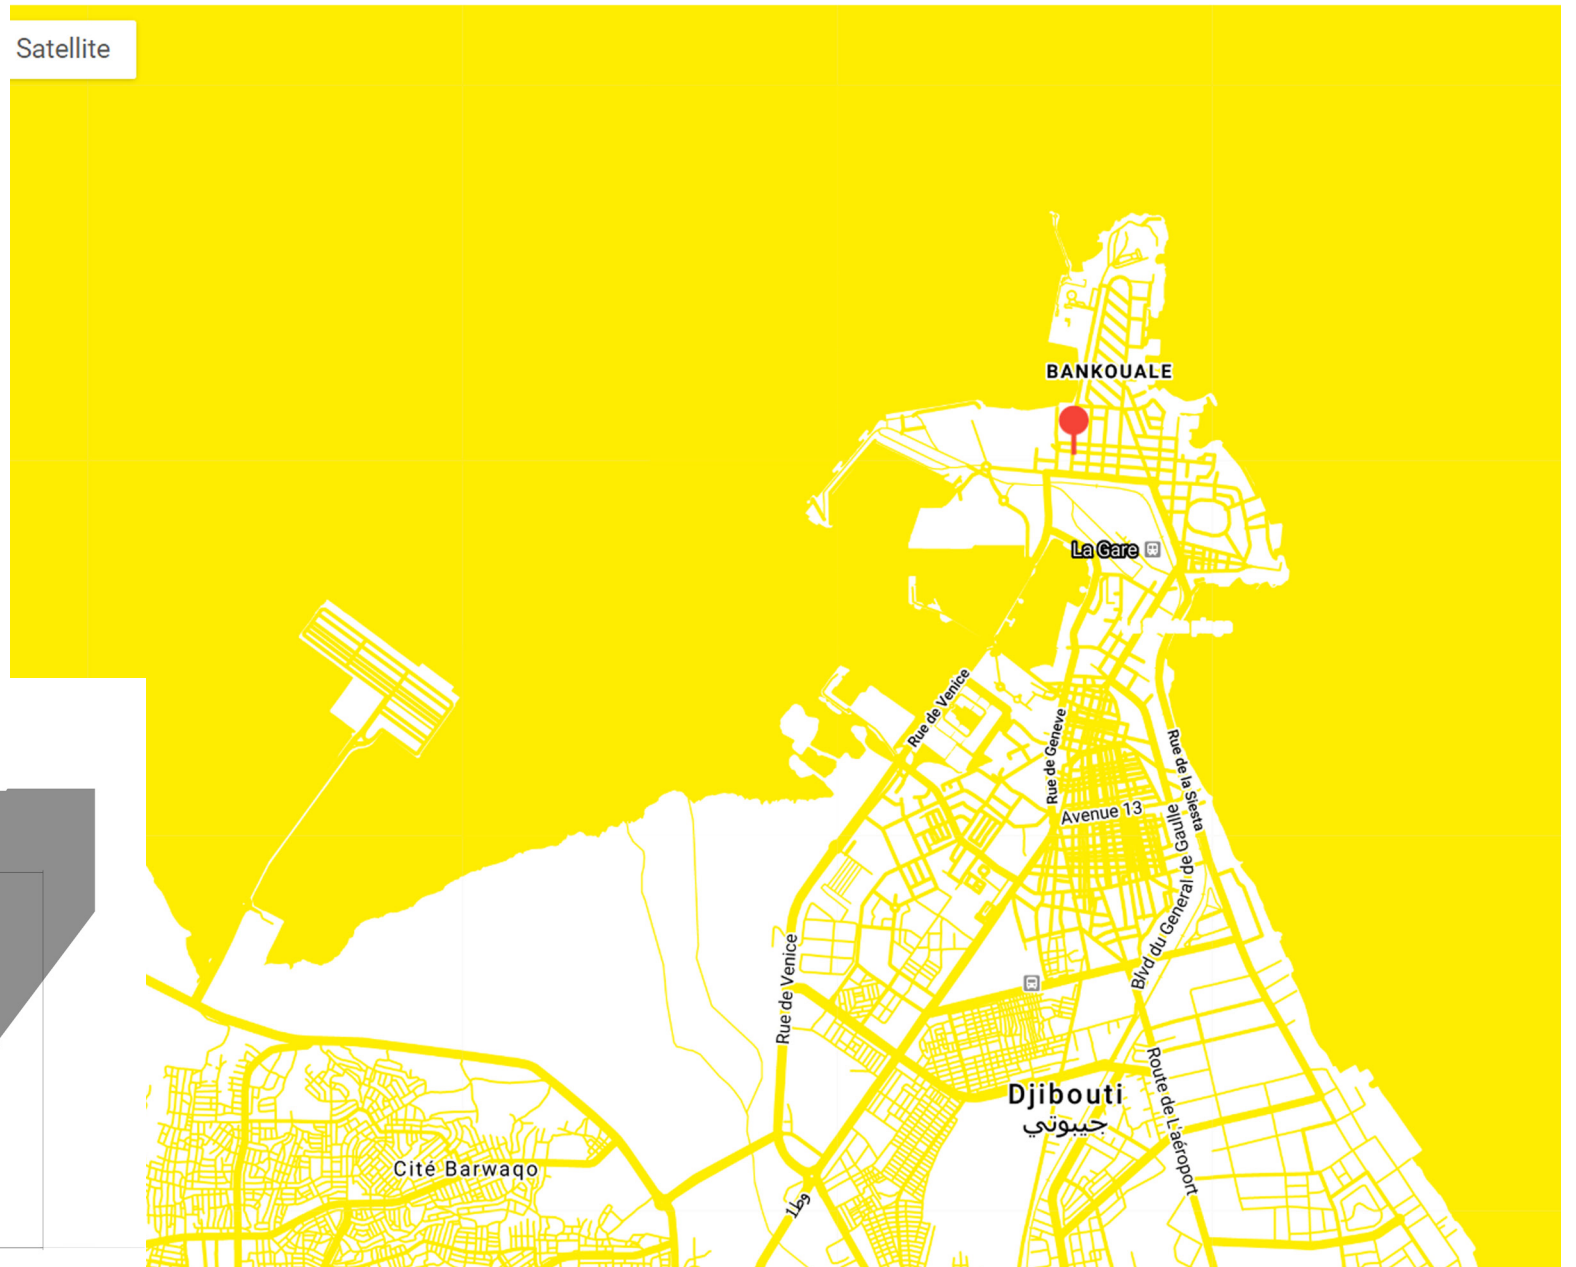 Satellite
BANKOUALE
La Gare
Rue de Venice
Rue de Geneve
Rue de la Siesta
Avenue 13
Blvd du General de Gaulle
Rue de Venice
Route de L'aéroport
Djibouti
جيبوتي
Cité Barwaqo